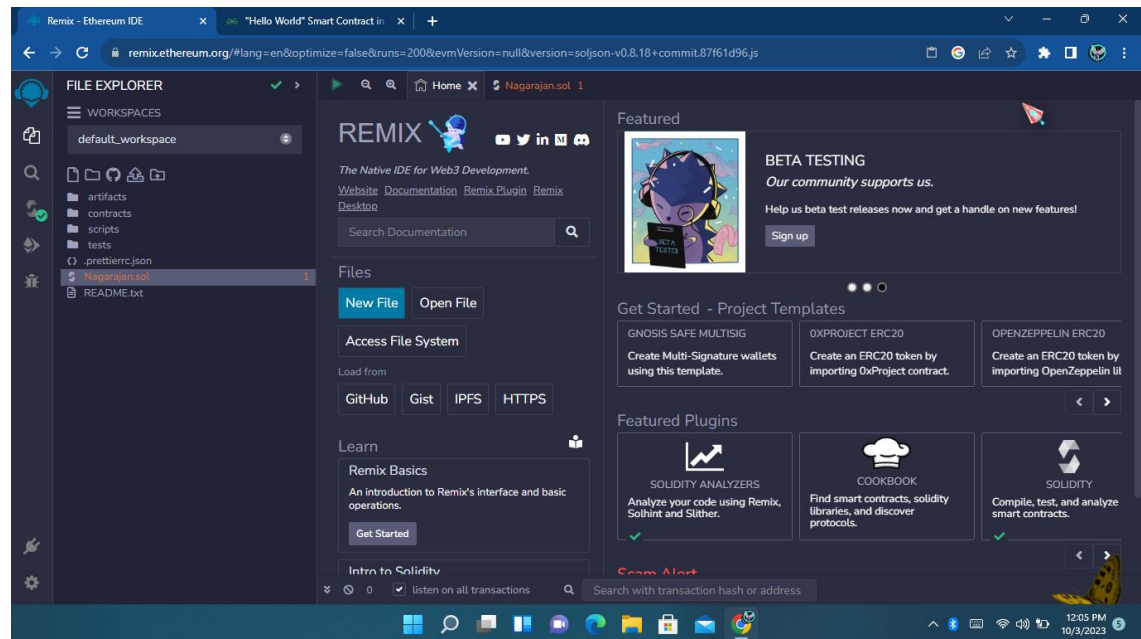 Remix - Ethereum IDE
"Hello World" Smart Contract in
remix.ethereum.org/#lang=en&optimize=false&runs=200&evmVersion=null&version=soljson-v0.8.18+commit.87f61d96.js
FILE EXPLORER
WORKSPACES
default_workspace
artifacts
contracts
scripts
tests
.prettierrc.json
Nagarajan.sol 1
README.txt
Home
Nagarajan.sol 1
REMIX
The Native IDE for Web3 Development.
Website Documentation Remix Plugin Remix
Desktop
Search Documentation
Files
New File Open File
Access File System
Load from
GitHub Gist IPFS HTTPS
Learn
Remix Basics
An introduction to Remix's interface and basic
operations.
Get Started
Intro to Solidity
Featured
BETA TESTING
Our community supports us.
Help us beta test releases now and get a handle on new features!
Sign up
BETA
TESTER
Get Started - Project Templates
GNOSIS SAFE MULTISIG
Create Multi-Signature wallets
using this template.
0XPROJECT ERC20
Create an ERC20 token by
importing 0xProject contract.
OPENZEPPELIN ERC20
Create an ERC20 token by
importing OpenZeppelin lib
Featured Plugins
SOLIDITY ANALYZERS
Analyze your code using Remix,
Solhint and Slither.
COOKBOOK
Find smart contracts, solidity
libraries, and discover
protocols.
SOLIDITY
Compile, test, and analyze
smart contracts.
Scam Alert
0 listen on all transactions
Search with transaction hash or address
12:05 PM
10/3/2023
5